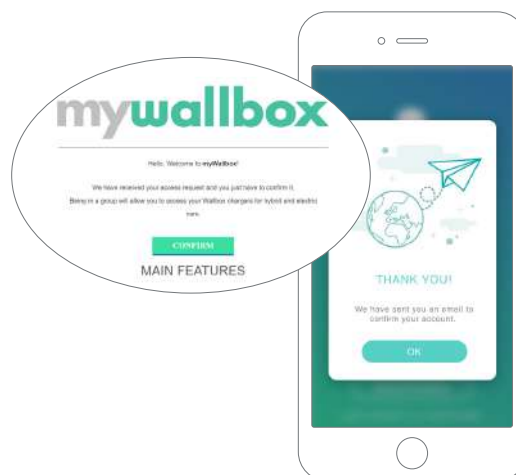 mywallbox
Hello, Welcome to myWallbox!
We have received your access request and you just have to confirm it.
Being in a group will allow you to access your Wallbox chargers for hybrid and electric
cars.
CONFIRM
MAIN FEATURES
THANK YOU!
We have sent you an email to
confirm your account.
OK